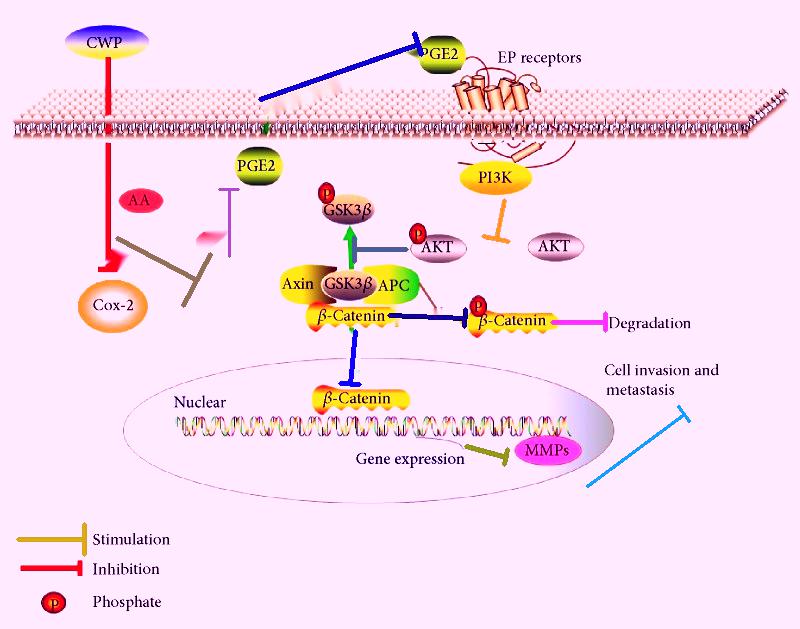 CWP
PGE2
EP receptors
PGE2
PI3K
AA
P
GSK3β
P
AKT
AKT
Cox-2
Axin
GSK3β
APC
β-Catenin
P
β-Catenin
Degradation
Cell invasion and
metastasis
Nuclear
β-Catenin
Gene expression
MMPs
Stimulation
Inhibition
P
Phosphate